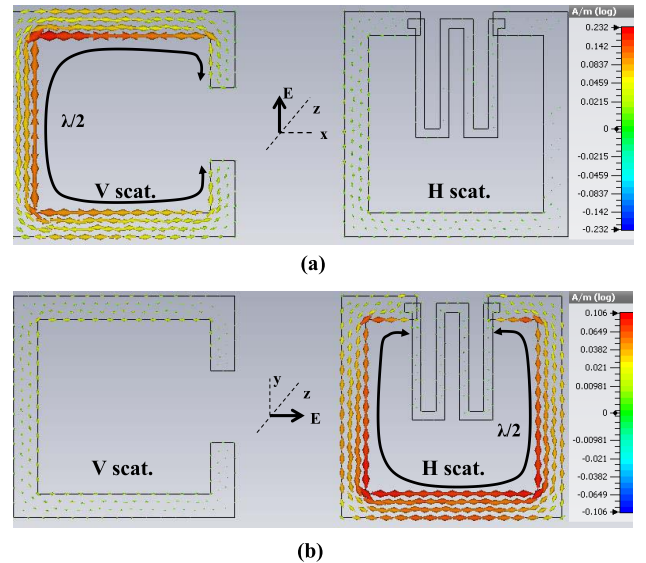 A/m (log)
0.232
0.142
0.0839
0.0459
0.0215
0
-0.0215
-0.0459
-0.0837
-0.142
-0.232
λ/2
E
z
x
V scat.
H scat.
(a)
A/m (log)
0.106
0.0649
0.0382
0.021
0.00981
0
-0.00981
-0.021
-0.0382
-0.0649
-0.106
y
z
E
λ/2
V scat.
H scat.
(b)